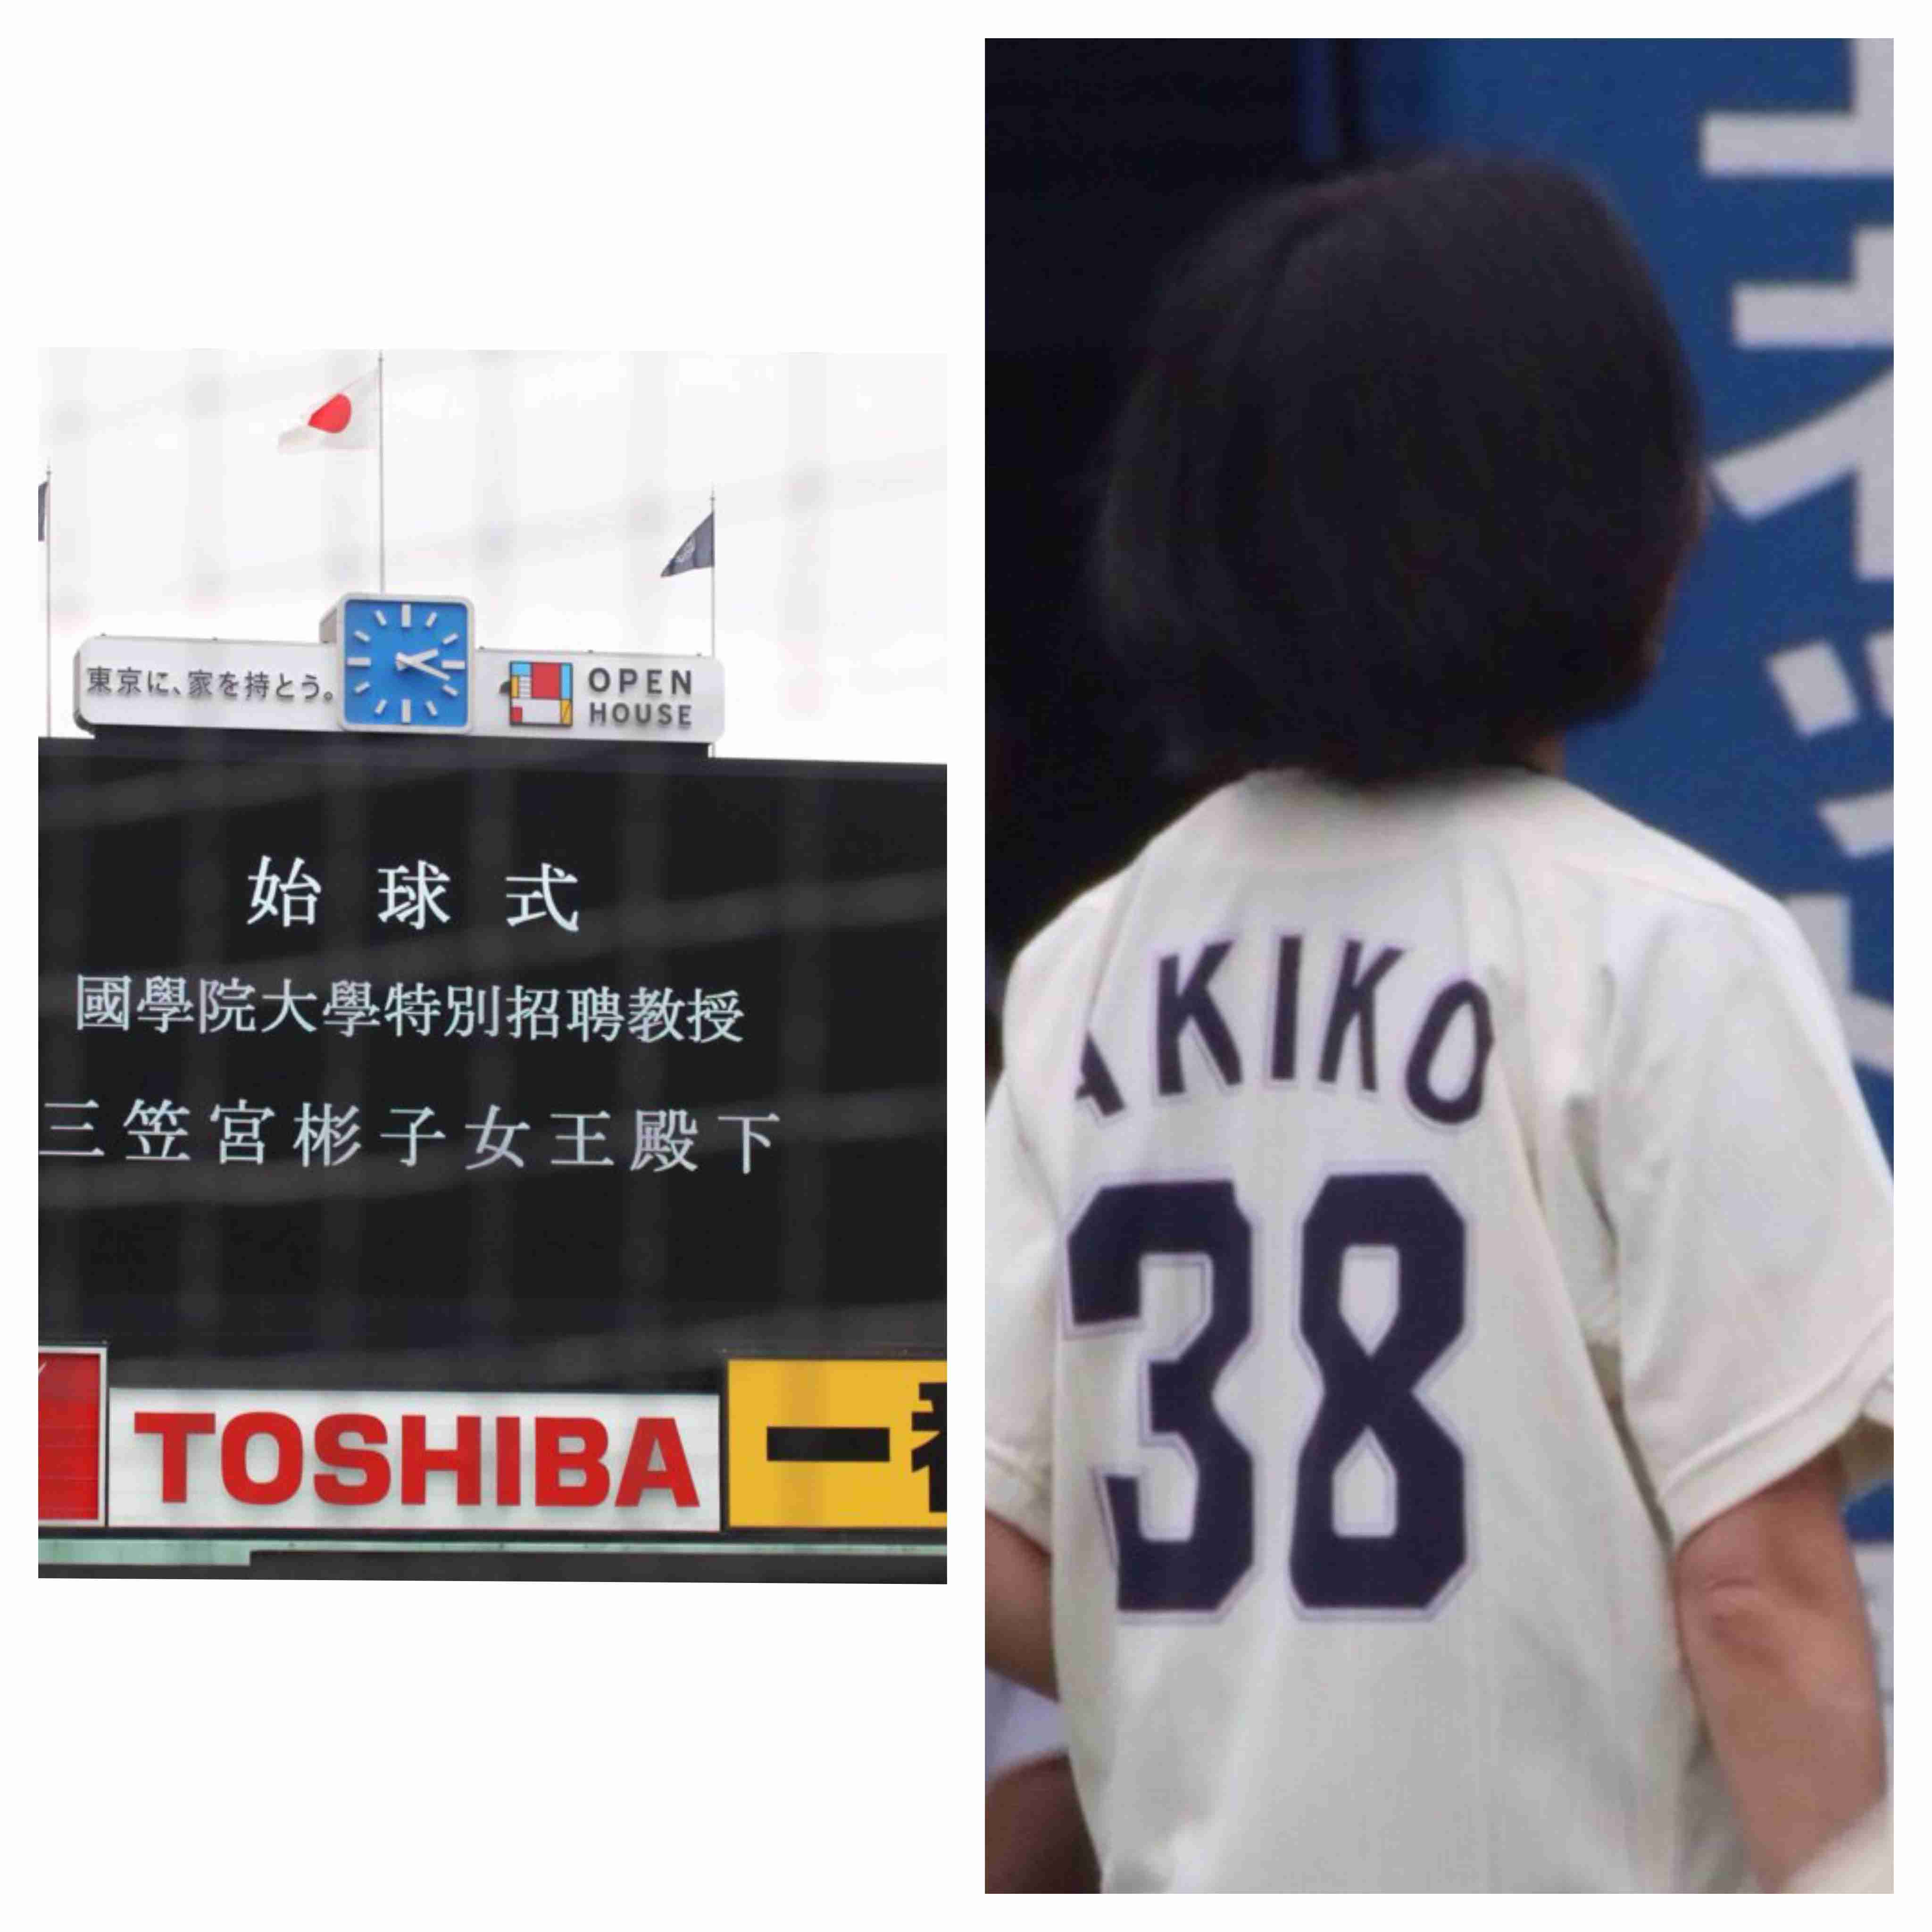 東京に、家を持とう。
OPEN
HOUSE
始球式
國學院大學特別招聘教授
三笠宮彬子女王殿下
TOSHIBA
一
AKIKO
38